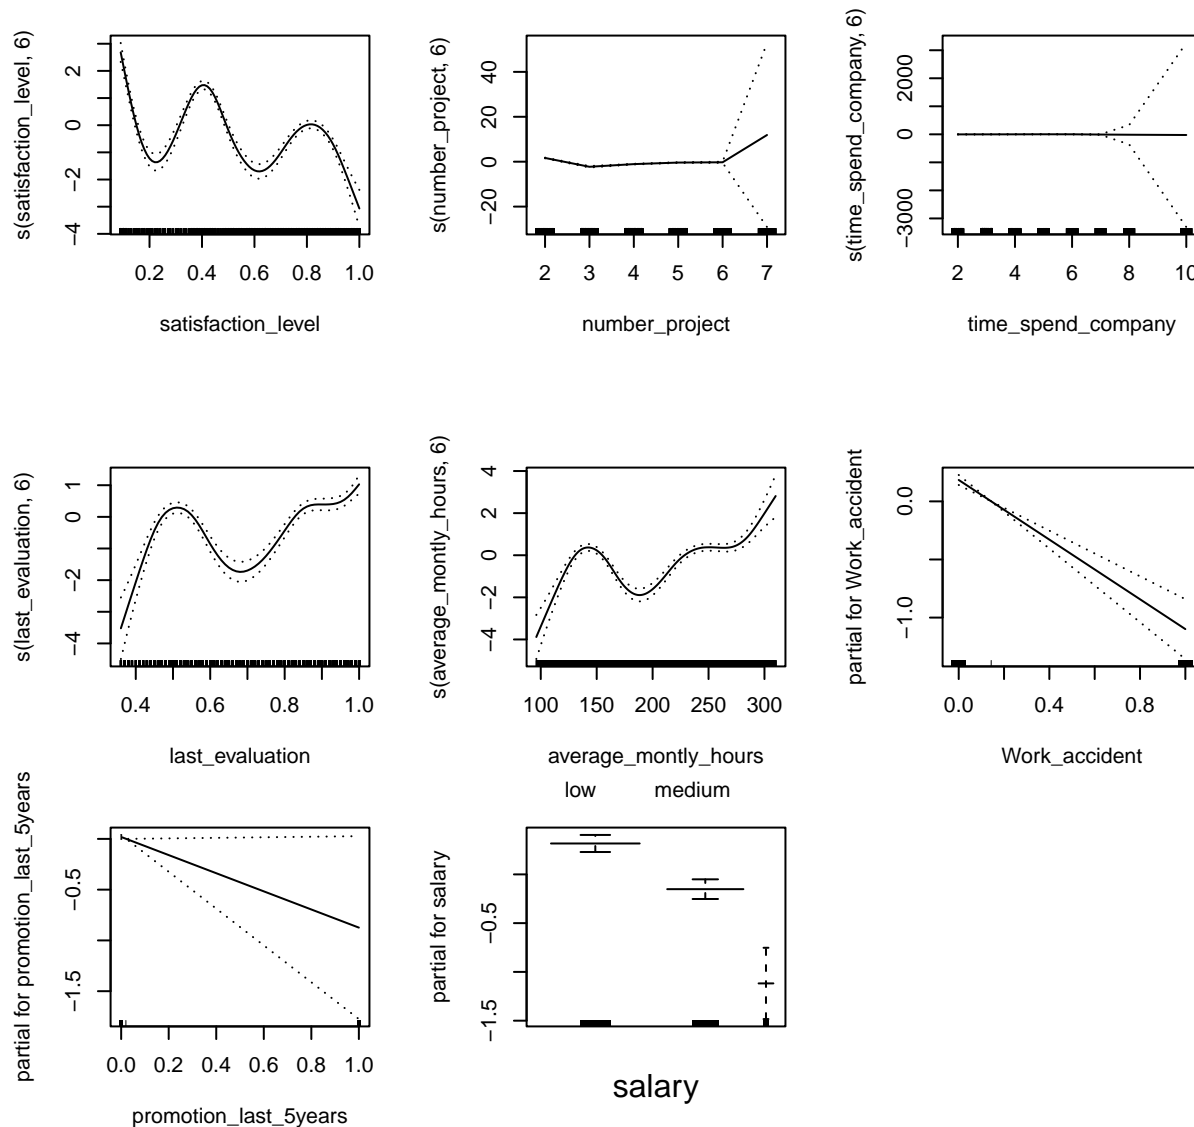 s(satisfaction_level, 6)
2
0
−2
−4
0.2 0.4 0.6 0.8 1.0
satisfaction_level
s(number_project, 6)
40
20
0
−20
2 3 4 5 6 7
number_project
s(time_spend_company, 6)
2000
0
−3000
2 4 6 8 10
time_spend_company
s(last_evaluation, 6)
1
0
−2
−4
0.4 0.6 0.8 1.0
last_evaluation
s(average_montly_hours, 6)
4
2
0
−2
−4
100 150 200 250 300
average_montly_hours
partial for Work_accident
0.0
−1.0
0.0 0.4 0.8
Work_accident
partial for promotion_last_5years
−0.5
−1.5
0.0 0.2 0.4 0.6 0.8 1.0
promotion_last_5years
low medium
partial for salary
−0.5
−1.5
salary